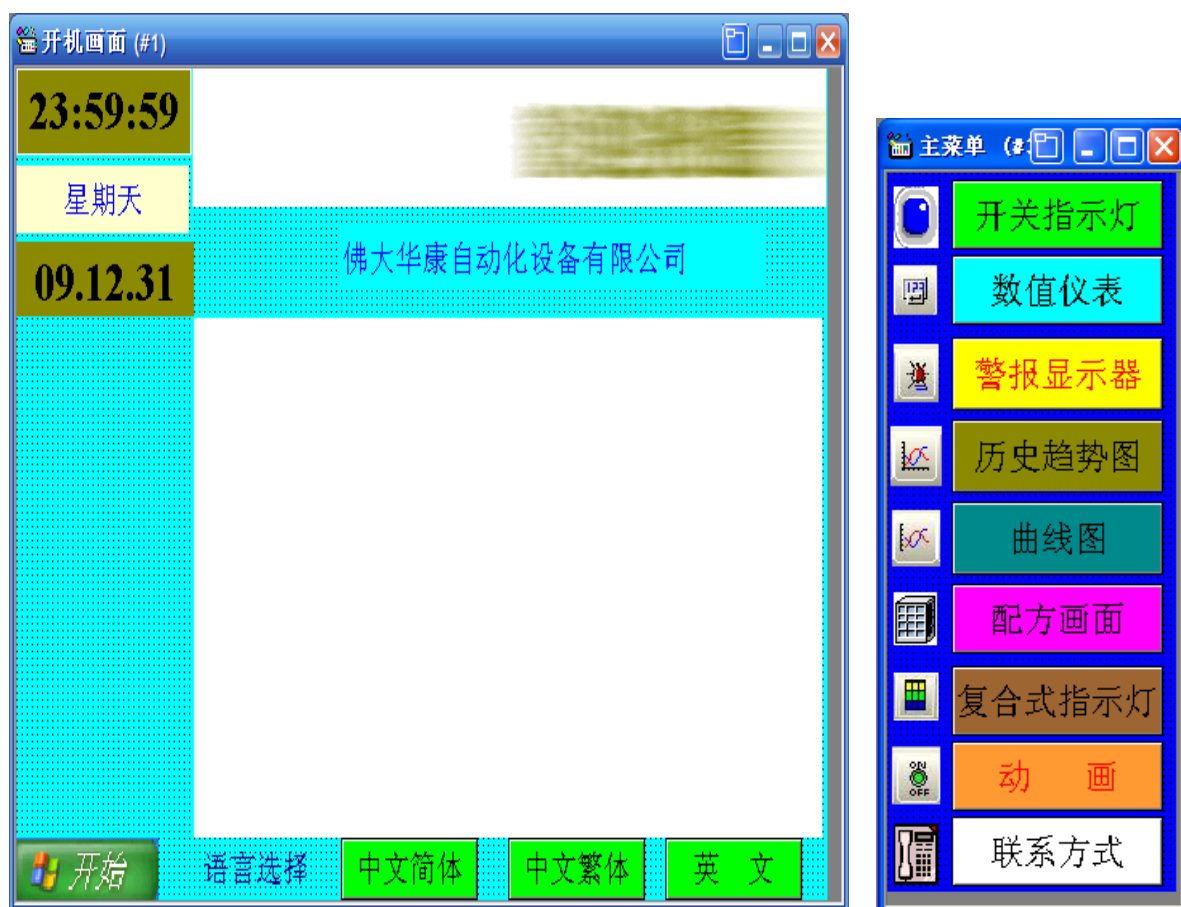 开机画面 (#1)
23:59:59
星期天
09.12.31
佛大华康自动化设备有限公司
开始
语言选择
中文简体
中文繁体
英 文
主菜单 (#
开关指示灯
123
数值仪表
警报显示器
历史趋势图
曲线图
配方画面
复合式指示灯
ON
OFF
动 画
联系方式